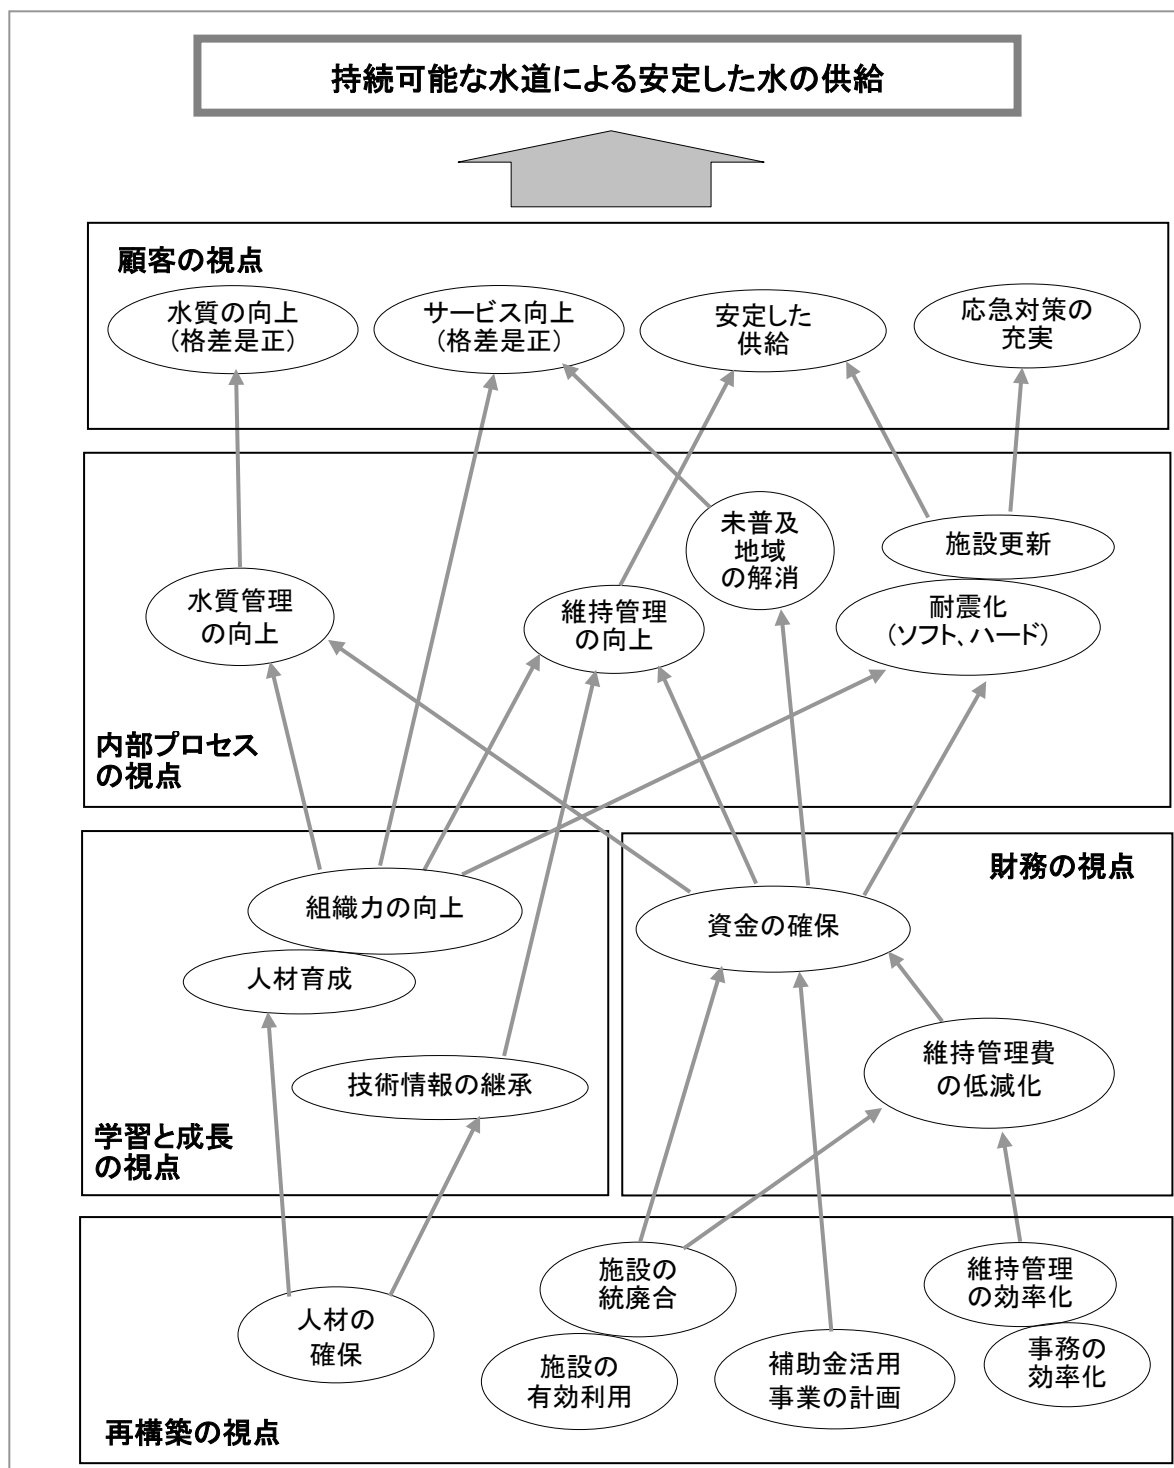 持続可能な水道による安定した水の供給
顧客の視点
水質の向上
（格差是正）
サービス向上
（格差是正）
安定した
供給
応急対策の
充実
未普及
地域
の解消
施設更新
水質管理
の向上
維持管理
の向上
耐震化
（ソフト、ハード）
内部プロセス
の視点
財務の視点
組織力の向上
資金の確保
人材育成
維持管理費
の低減化
技術情報の継承
学習と成長
の視点
施設の
統廃合
維持管理
の効率化
人材の
確保
施設の
有効利用
補助金活用
事業の計画
事務の
効率化
再構築の視点